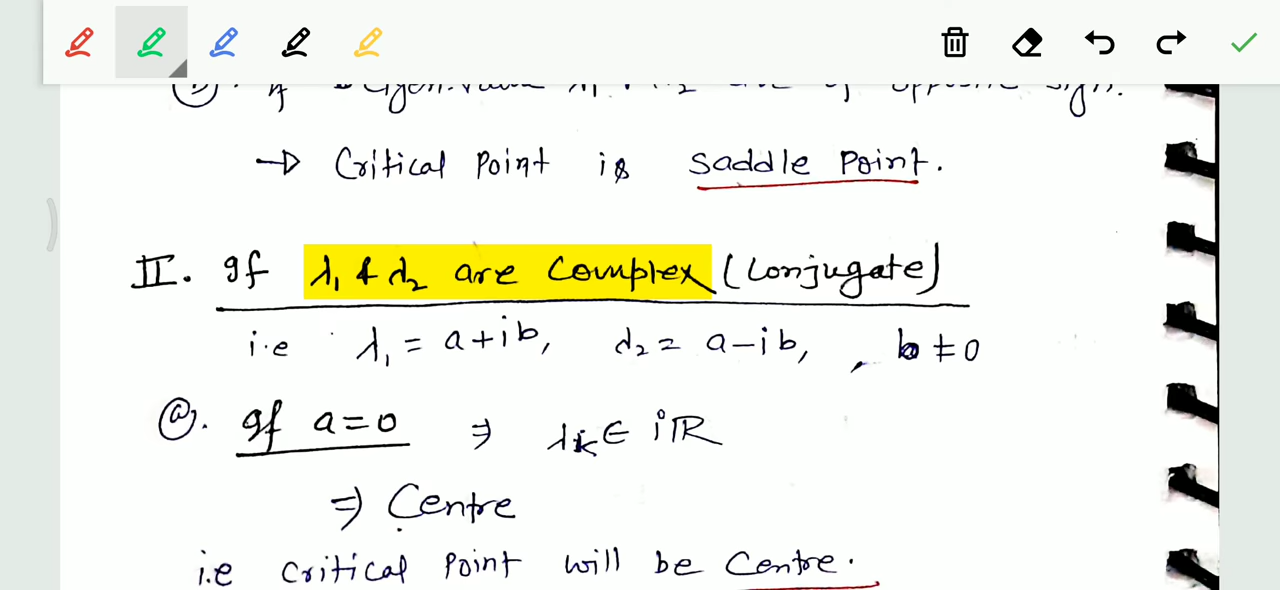 → Critical Point is Saddle Point.
II. If λ₁ & λ₂ are Complex (Conjugate)
i.e λ₁ = a+ib, λ₂ = a-ib, , b ≠ 0
(a). If a=0 ⇒ λₖ ∈ iℝ
⇒ Centre
i.e Critical Point will be Centre.